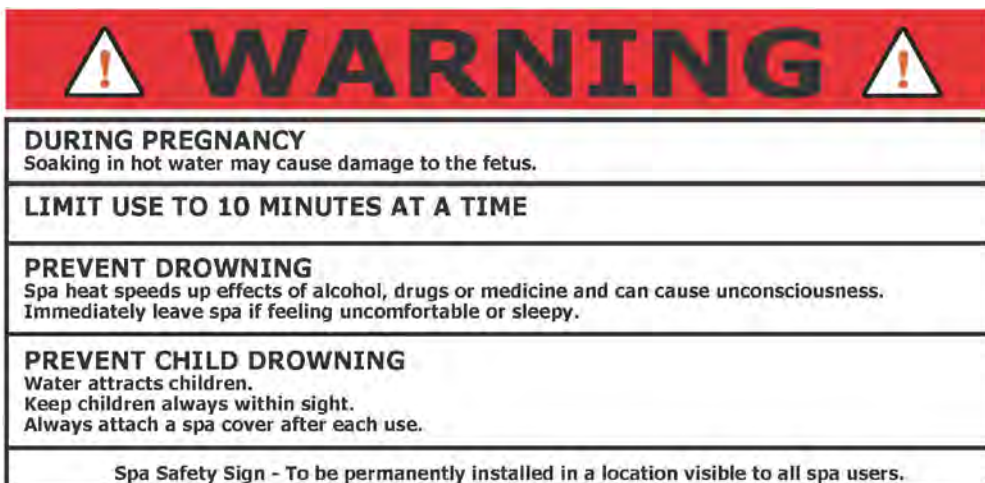 WARNING
DURING PREGNANCY
Soaking in hot water may cause damage to the fetus.
LIMIT USE TO 10 MINUTES AT A TIME
PREVENT DROWNING
Spa heat speeds up effects of alcohol, drugs or medicine and can cause unconsciousness.
Immediately leave spa if feeling uncomfortable or sleepy.
PREVENT CHILD DROWNING
Water attracts children.
Keep children always within sight.
Always attach a spa cover after each use.
Spa Safety Sign - To be permanently installed in a location visible to all spa users.